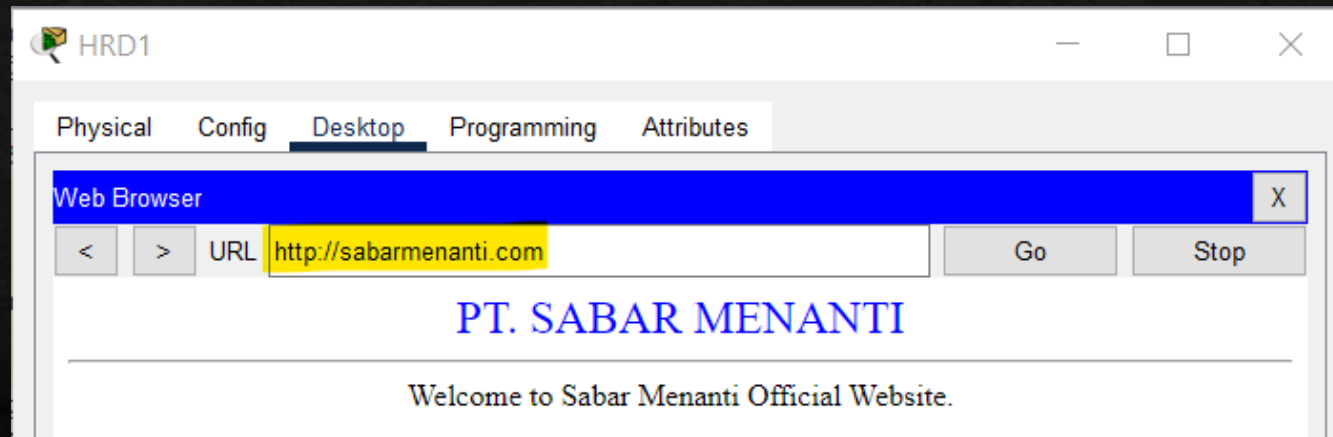 HRD1
Physical Config Desktop Programming Attributes
Web Browser X
< > URL http://sabarmenanti.com Go Stop
PT. SABAR MENANTI
Welcome to Sabar Menanti Official Website.